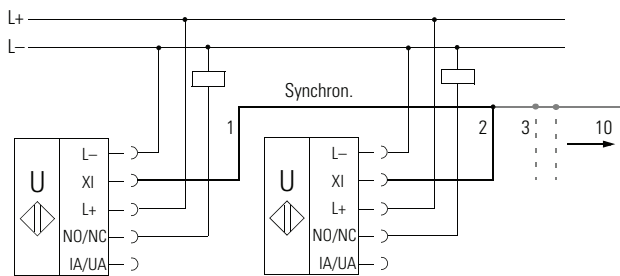 L+
L–
Synchron.
1
2
3
10
U
L–
XI
L+
NO/NC
IA/UA
U
L–
XI
L+
NO/NC
IA/UA